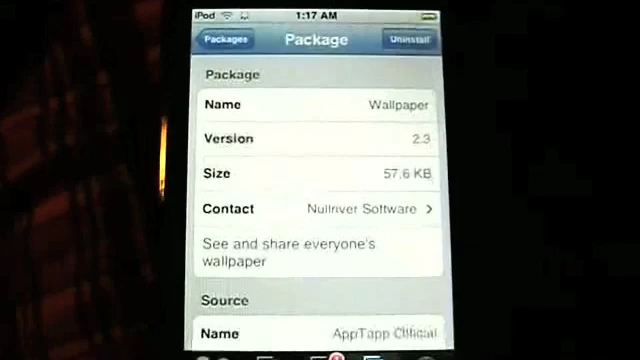 iPod 1:17 AM
Packages Package Uninstall
Package
Name Wallpaper
Version 2.3
Size 57.6 KB
Contact Nullriver Software
See and share everyone's
wallpaper
Source
Name AppTapp Official